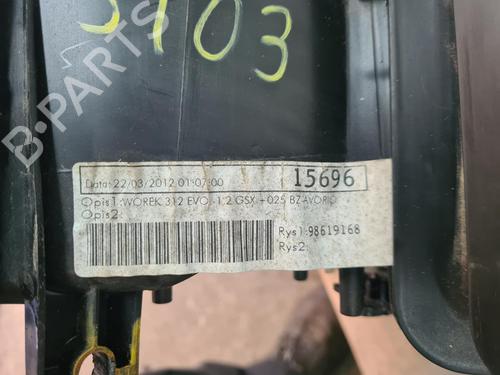 5103
B-PARTS
Data: 22/03/2012 01:07:00 15696
Opis1:WOREK 312 EVO -1.2 GSX -025 BZ-AVORIO
Opis2:
Rys1:98619168
Rys2: